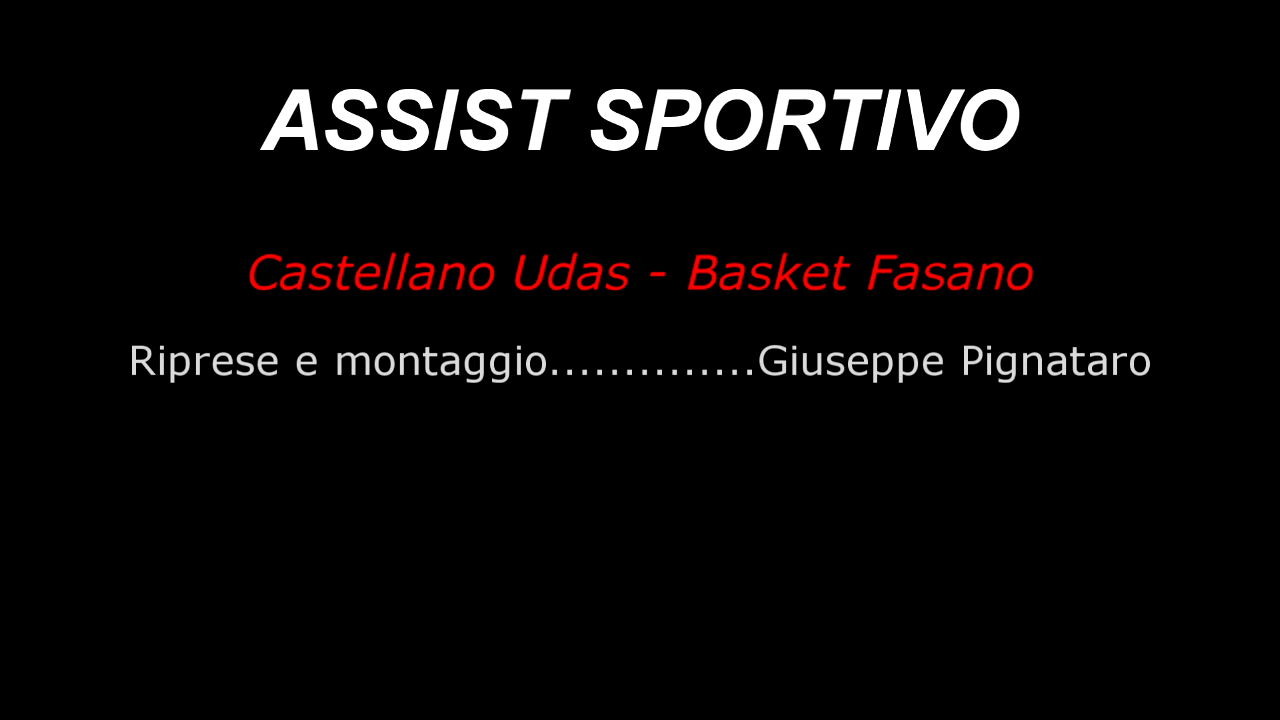 ASSIST SPORTIVO
Castellano Udas - Basket Fasano
Riprese e montaggio..............Giuseppe Pignataro